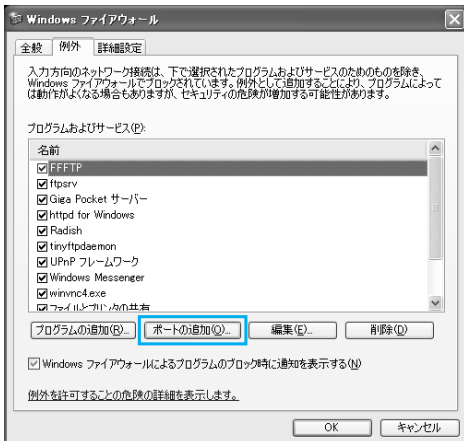 Windows ファイアウォール
全般 例外 詳細設定
入力方向のネットワーク接続は、下で選択されたプログラムおよびサービスのためのものを除き、
Windows ファイアウォールでブロックされています。例外として追加することにより、プログラムによって
は動作がよくなる場合もありますが、セキュリティの危険が増加する可能性があります。
プログラムおよびサービス(P):
名前
FFFTP
ftpsrv
Giga Pocket サーバー
httpd for Windows
Radish
tinyftpdaemon
UPnP フレームワーク
Windows Messenger
winvnc4.exe
ファイルとプリンタの共有
プログラムの追加(R)... ポートの追加(O)... 編集(E)... 削除(D)
Windows ファイアウォールによるプログラムのブロック時に通知を表示する(N)
例外を許可することの危険の詳細を表示します。
OK キャンセル